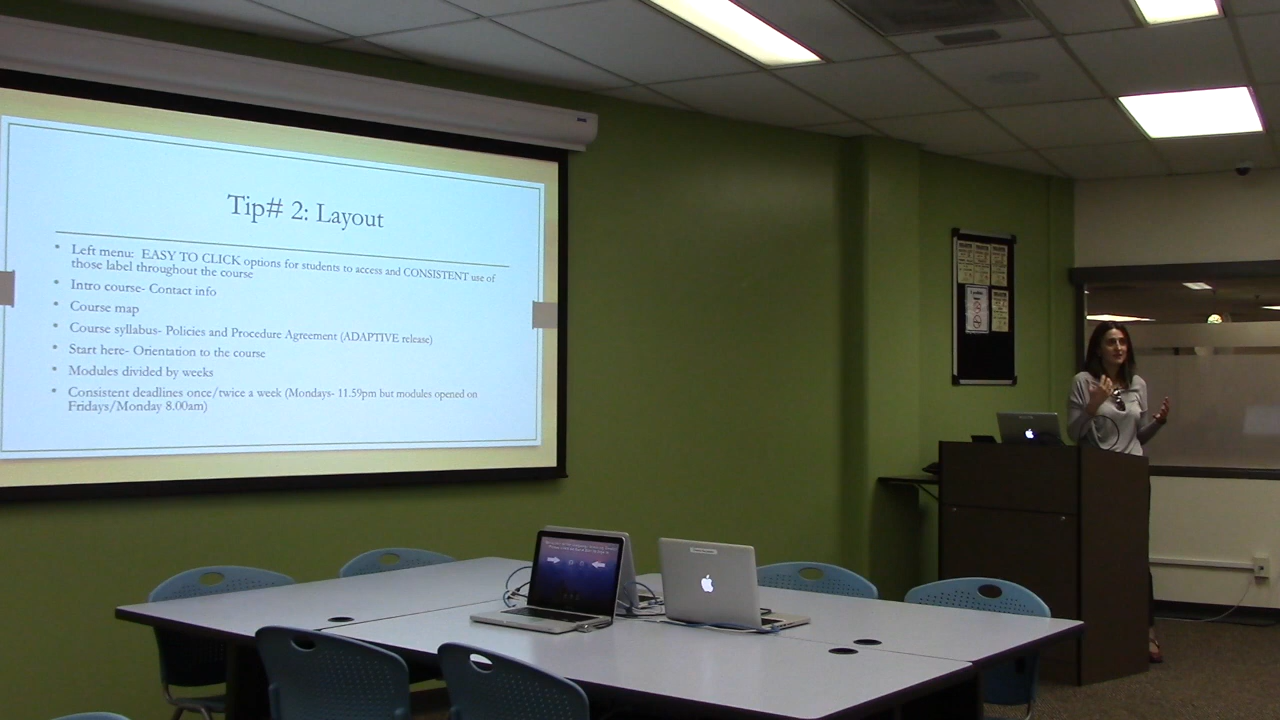 Tip# 2: Layout
• Left menu: EASY TO CLICK options for students to access and CONSISTENT use of
those label throughout the course
• Intro course- Contact info
• Course map
• Course syllabus- Policies and Procedure Agreement (ADAPTIVE release)
• Start here- Orientation to the course
• Modules divided by weeks
• Consistent deadlines once/twice a week (Mondays- 11.59pm but modules opened on
Fridays/Monday 8.00am)